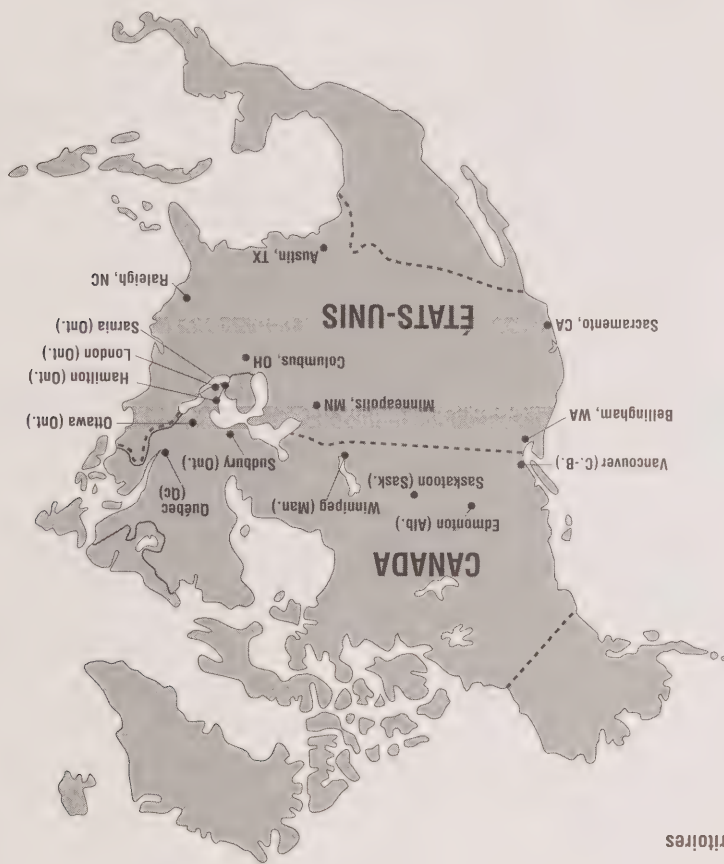 ritoires
CANADA
Edmonton (Alb.)
Saskatoon (Sask.)
Winnipeg (Man.)
Québec
(Qc)
Vancouver (C.-B.)
Sudbury (Ont.)
Bellingham, WA
Ottawa (Ont.)
Minneapolis, MN
Hamilton (Ont.)
London (Ont.)
Sarnia (Ont.)
Columbus, OH
Sacramento, CA
ÉTATS-UNIS
Raleigh, NC
Austin, TX